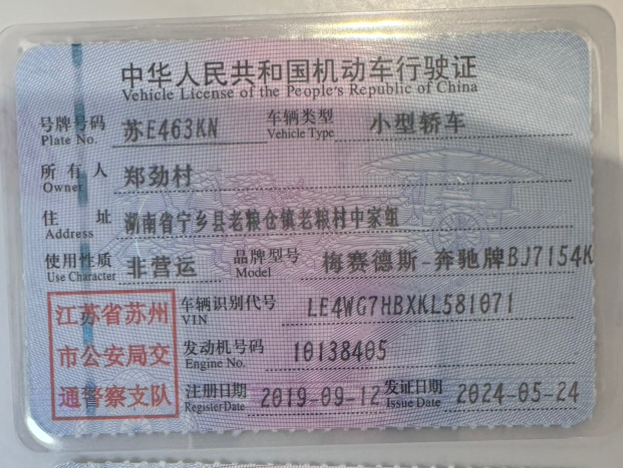 中华人民共和国机动车行驶证
Vehicle License of the People's Republic of China
号牌号码 苏E463KN 车辆类型 小型轿车
Plate No. Vehicle Type
所有人 郑劲村
Owner
住址 湖南省宁乡县老粮仓镇老粮村中家组
Address
使用性质 非营运 品牌型号 梅赛德斯-奔驰牌BJ7154K
Use Character Model
江苏省苏州
市公安局交
通警察支队
车辆识别代号 LE4WG7HBXKL581071
VIN
发动机号码 10138405
Engine No.
注册日期 2019-09-12 发证日期 2024-05-24
Register Date Issue Date